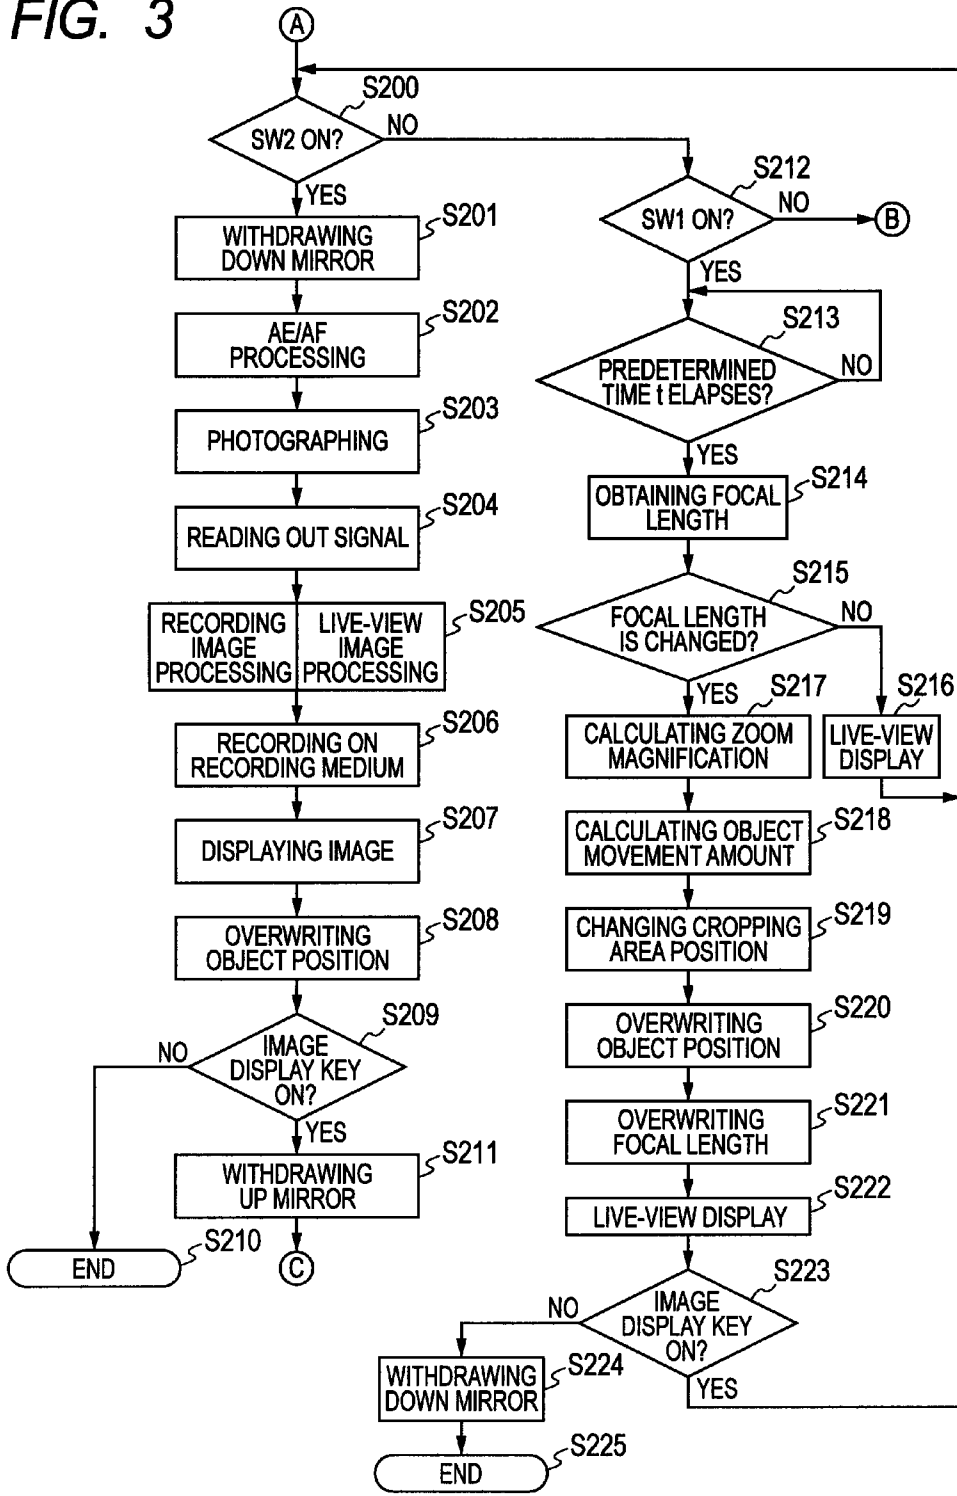 FIG. 3
A
S200
SW2 ON?
NO
YES
S201
WITHDRAWING
DOWN MIRROR
S202
AE/AF
PROCESSING
S203
PHOTOGRAPHING
S204
READING OUT SIGNAL
S205
RECORDING
IMAGE
PROCESSING
LIVE-VIEW
IMAGE
PROCESSING
S206
RECORDING ON
RECORDING MEDIUM
S207
DISPLAYING IMAGE
S208
OVERWRITING
OBJECT POSITION
S209
IMAGE
DISPLAY KEY
ON?
NO
YES
S211
WITHDRAWING
UP MIRROR
S210
END
C
S212
SW1 ON?
NO
B
YES
S213
PREDETERMINED
TIME t ELAPSES?
NO
YES
S214
OBTAINING FOCAL
LENGTH
S215
FOCAL LENGTH
IS CHANGED?
NO
YES
S216
LIVE-VIEW
DISPLAY
S217
CALCULATING ZOOM
MAGNIFICATION
S218
CALCULATING OBJECT
MOVEMENT AMOUNT
S219
CHANGING CROPPING
AREA POSITION
S220
OVERWRITING
OBJECT POSITION
S221
OVERWRITING
FOCAL LENGTH
S222
LIVE-VIEW DISPLAY
S223
IMAGE
DISPLAY KEY
ON?
NO
YES
S224
WITHDRAWING
DOWN MIRROR
S225
END